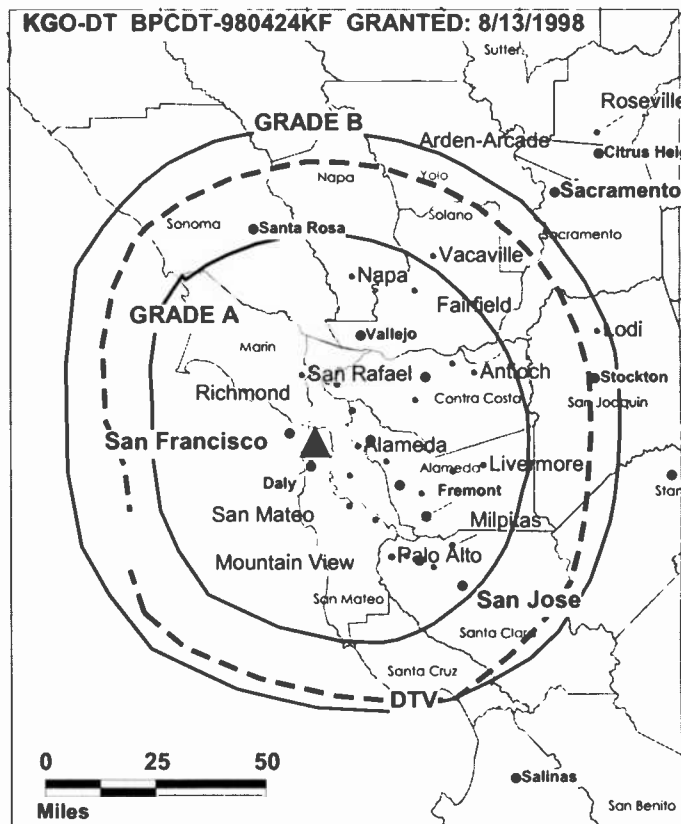 KGO-DT BPCDT-980424KF GRANTED: 8/13/1998
Sutter
Roseville
GRADE B
Arden-Arcade
Citrus Heig
Napa
Yolo
Sacramento
Solano
Sonoma
Santa Rosa
Sacramento
Vacaville
Napa
Fairfield
GRADE A
Vallejo
Lodi
Marin
San Rafael
Antioch
Stockton
Richmond
Contra Costa
San Joaquin
San Francisco
Alameda
Alameda
Livermore
Daly
Fremont
Stan
San Mateo
Milpitas
Mountain View
Palo Alto
San Mateo
San Jose
Santa Clara
Santa Cruz
DTV
0 25 50
Miles
Salinas
San Benito